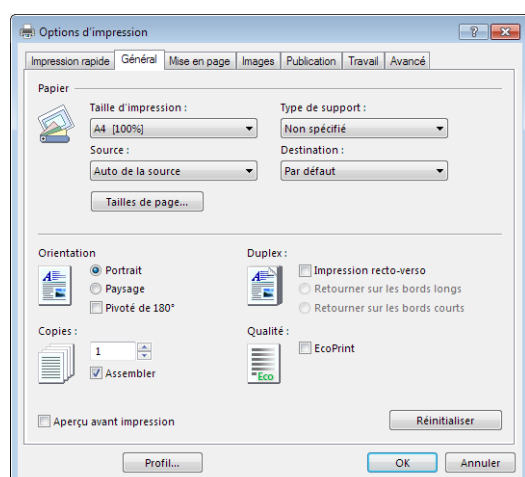 Options d'impression
Impression rapide Général Mise en page Images Publication Travail Avancé
Papier
Taille d'impression : Type de support :
A4 [100%] Non spécifié
Source : Destination :
Auto de la source Par défaut
Tailles de page...
Orientation Duplex :
Portrait Impression recto-verso
Paysage Retourner sur les bords longs
Pivoté de 180° Retourner sur les bords courts
Copies : Qualité :
1 EcoPrint
Assembler Eco
Aperçu avant impression Réinitialiser
Profil... OK Annuler